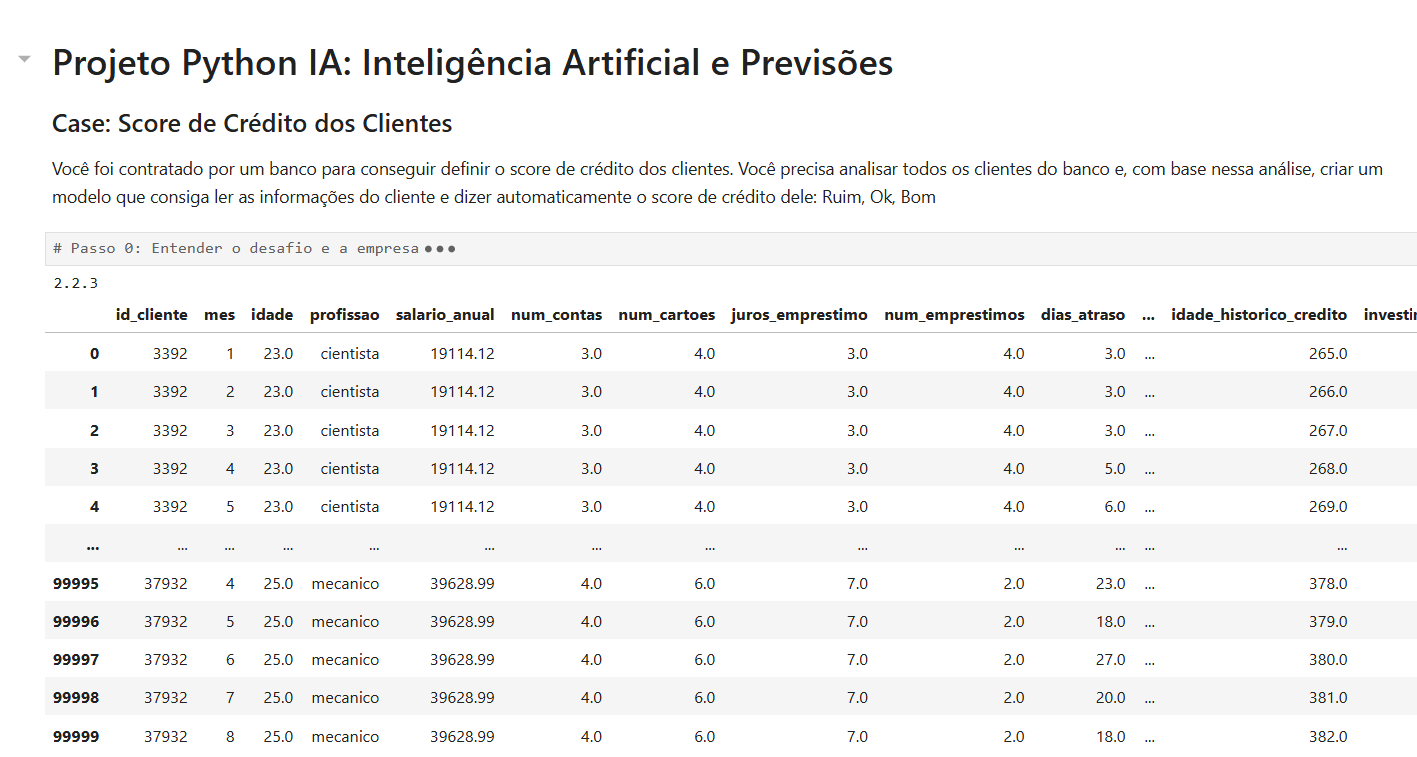 Projeto Python IA: Inteligência Artificial e Previsões
Case: Score de Crédito dos Clientes
Você foi contratado por um banco para conseguir definir o score de crédito dos clientes. Você precisa analisar todos os clientes do banco e, com base nessa análise, criar um
modelo que consiga ler as informações do cliente e dizer automaticamente o score de crédito dele: Ruim, Ok, Bom
# Passo 0: Entender o desafio e a empresa •••
2.2.3
id_cliente mes idade profissao salario_anual num_contas num_cartoes juros_emprestimo num_emprestimos dias_atraso ... idade_historico_credito investir
0 3392 1 23.0 cientista 19114.12 3.0 4.0 3.0 4.0 3.0 ... 265.0
1 3392 2 23.0 cientista 19114.12 3.0 4.0 3.0 4.0 3.0 ... 266.0
2 3392 3 23.0 cientista 19114.12 3.0 4.0 3.0 4.0 3.0 ... 267.0
3 3392 4 23.0 cientista 19114.12 3.0 4.0 3.0 4.0 5.0 ... 268.0
4 3392 5 23.0 cientista 19114.12 3.0 4.0 3.0 4.0 6.0 ... 269.0
... ... ... ... ... ... ... ... ... ... ... ... ...
99995 37932 4 25.0 mecanico 39628.99 4.0 6.0 7.0 2.0 23.0 ... 378.0
99996 37932 5 25.0 mecanico 39628.99 4.0 6.0 7.0 2.0 18.0 ... 379.0
99997 37932 6 25.0 mecanico 39628.99 4.0 6.0 7.0 2.0 27.0 ... 380.0
99998 37932 7 25.0 mecanico 39628.99 4.0 6.0 7.0 2.0 20.0 ... 381.0
99999 37932 8 25.0 mecanico 39628.99 4.0 6.0 7.0 2.0 18.0 ... 382.0